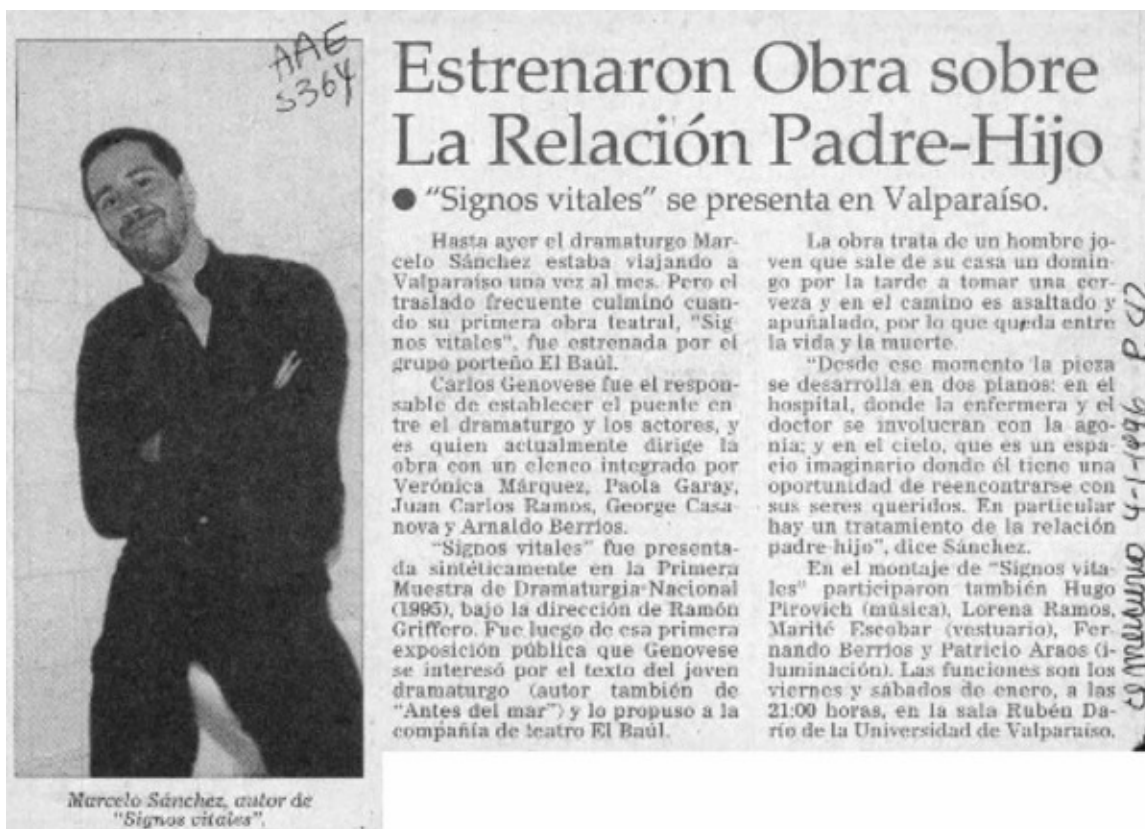 AAE
S364
Estrenaron Obra sobre
La Relación Padre-Hijo
● "Signos vitales" se presenta en Valparaíso.
Hasta ayer el dramaturgo Mar-
celo Sánchez estaba viajando a
Valparaíso una vez al mes. Pero el
traslado frecuente culminó cuan-
do su primera obra teatral, "Sig
nos vitales", fue estrenada por el
grupo porteño El Baúl.
Carlos Genovese fue el respon-
sable de establecer el puente en
tre el dramaturgo y los actores, y
es quien actualmente dirige la
obra con un elenco integrado por
Verónica Márquez, Paola Garay,
Juan Carlos Ramos, George Casa
nova y Arnaldo Berríos.
"Signos vitales" fue presenta-
da sintéticamente en la Primera
Muestra de Dramaturgia Nacional
(1995), bajo la dirección de Ramón
Griffero. Fue luego de esa primera
exposición pública que Genovese
se interesó por el texto del joven
dramaturgo (autor también de
"Antes del mar") y lo propuso a la
compañía de teatro El Baúl.
La obra trata de un hombre jo-
ven que sale de su casa un domin-
go por la tarde a tomar una cer-
veza y en el camino es asaltado y
apuñalado, por lo que queda entre
la vida y la muerte.
"Desde ese momento la pieza
se desarrolla en dos planos: en el
hospital, donde la enfermera y el
doctor se involucran con la ago-
nía; y en el cielo, que es un espa-
cio imaginario donde él tiene una
oportunidad de reencontrarse con
sus seres queridos. En particular
hay un tratamiento de la relación
padre-hijo", dice Sánchez.
En el montaje de "Signos vita-
les" participaron también Hugo
Pirovich (música), Lorena Ramos,
Marité Escobar (vestuario), Fer-
nando Berríos y Patricio Araos (i-
luminación). Las funciones son los
viernes y sábados de enero, a las
21:00 horas, en la sala Rubén Da-
río de la Universidad de Valparaíso.
Marcelo Sánchez, autor de
"Signos vitales".
El Mercurio 4-1-1996 P.